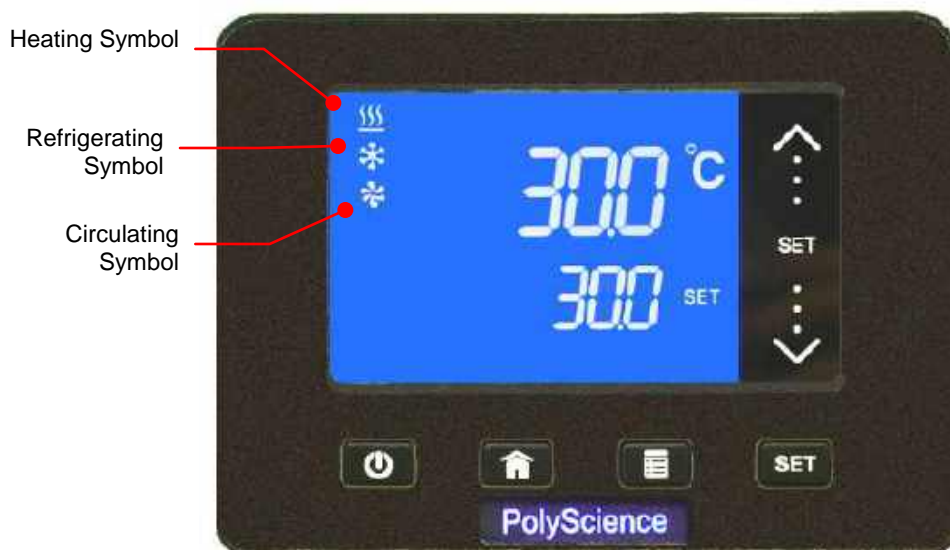 Heating Symbol
Refrigerating
Symbol
Circulating
Symbol
30.0 °C
30.0 SET
SET
SET
PolyScience